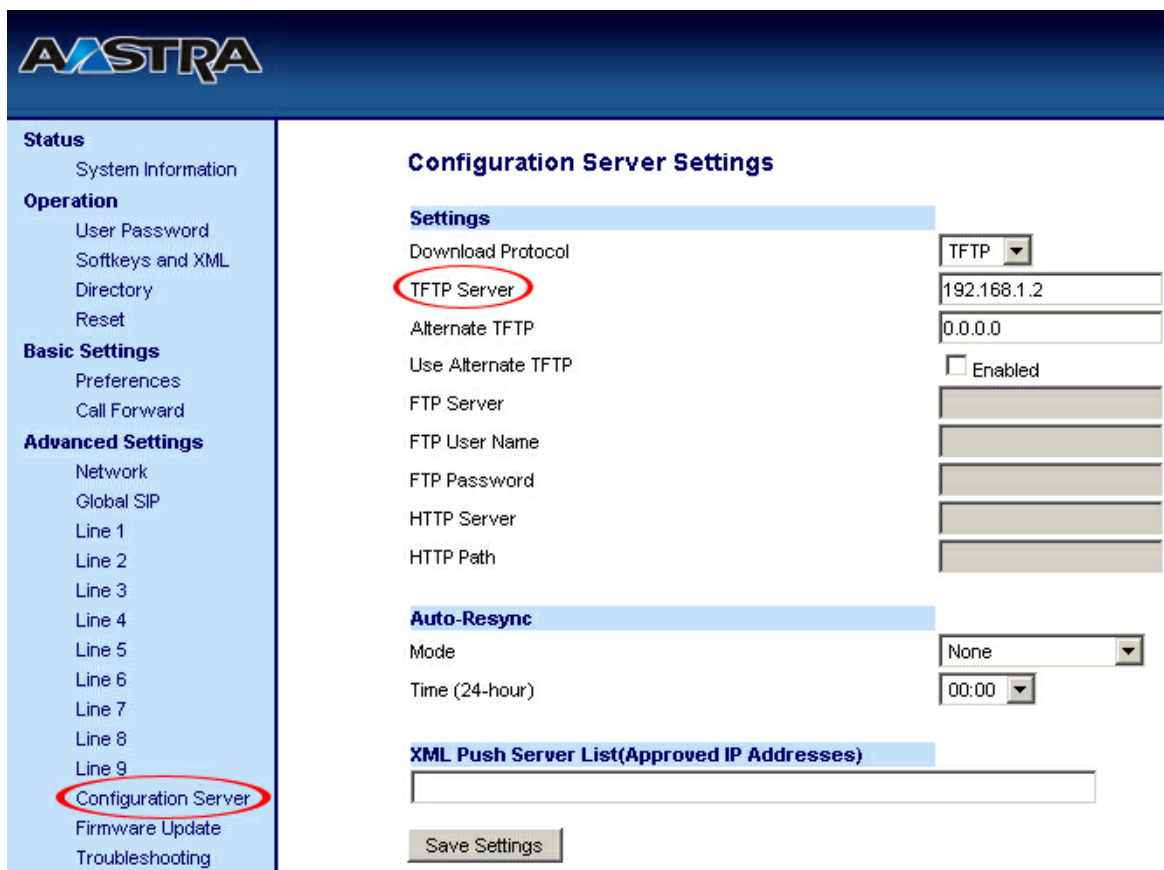 AASTRA
Status
System Information
Operation
User Password
Softkeys and XML
Directory
Reset
Basic Settings
Preferences
Call Forward
Advanced Settings
Network
Global SIP
Line 1
Line 2
Line 3
Line 4
Line 5
Line 6
Line 7
Line 8
Line 9
Configuration Server
Firmware Update
Troubleshooting
Configuration Server Settings
Settings
Download Protocol TFTP
TFTP Server 192.168.1.2
Alternate TFTP 0.0.0.0
Use Alternate TFTP Enabled
FTP Server
FTP User Name
FTP Password
HTTP Server
HTTP Path
Auto-Resync
Mode None
Time (24-hour) 00:00
XML Push Server List(Approved IP Addresses)
Save Settings